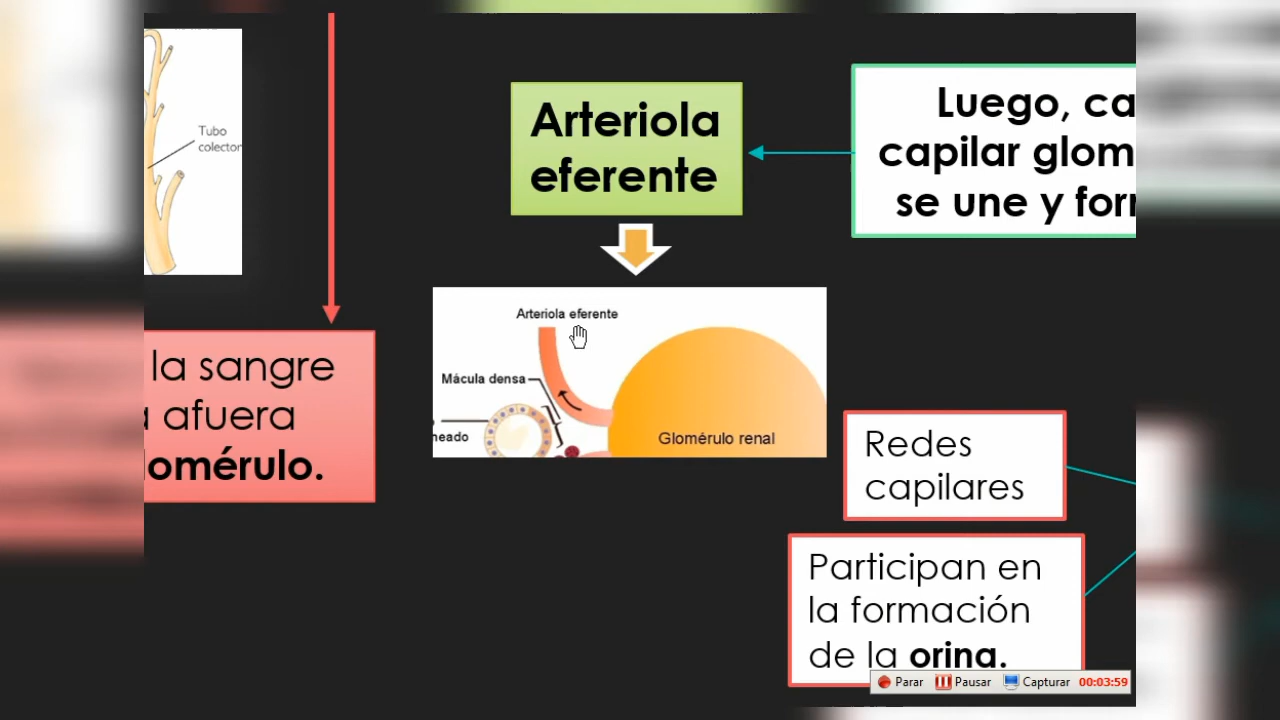 Tubo
colector
Arteriola
eferente
Luego, ca
capilar glom
se une y for
Arteriola eferente
Mácula densa
neado
Glomérulo renal
la sangre
a afuera
lomérulo.
Redes
capilares
Participan en
la formación
de la orina.
Parar Pausar Capturar 00:03:59